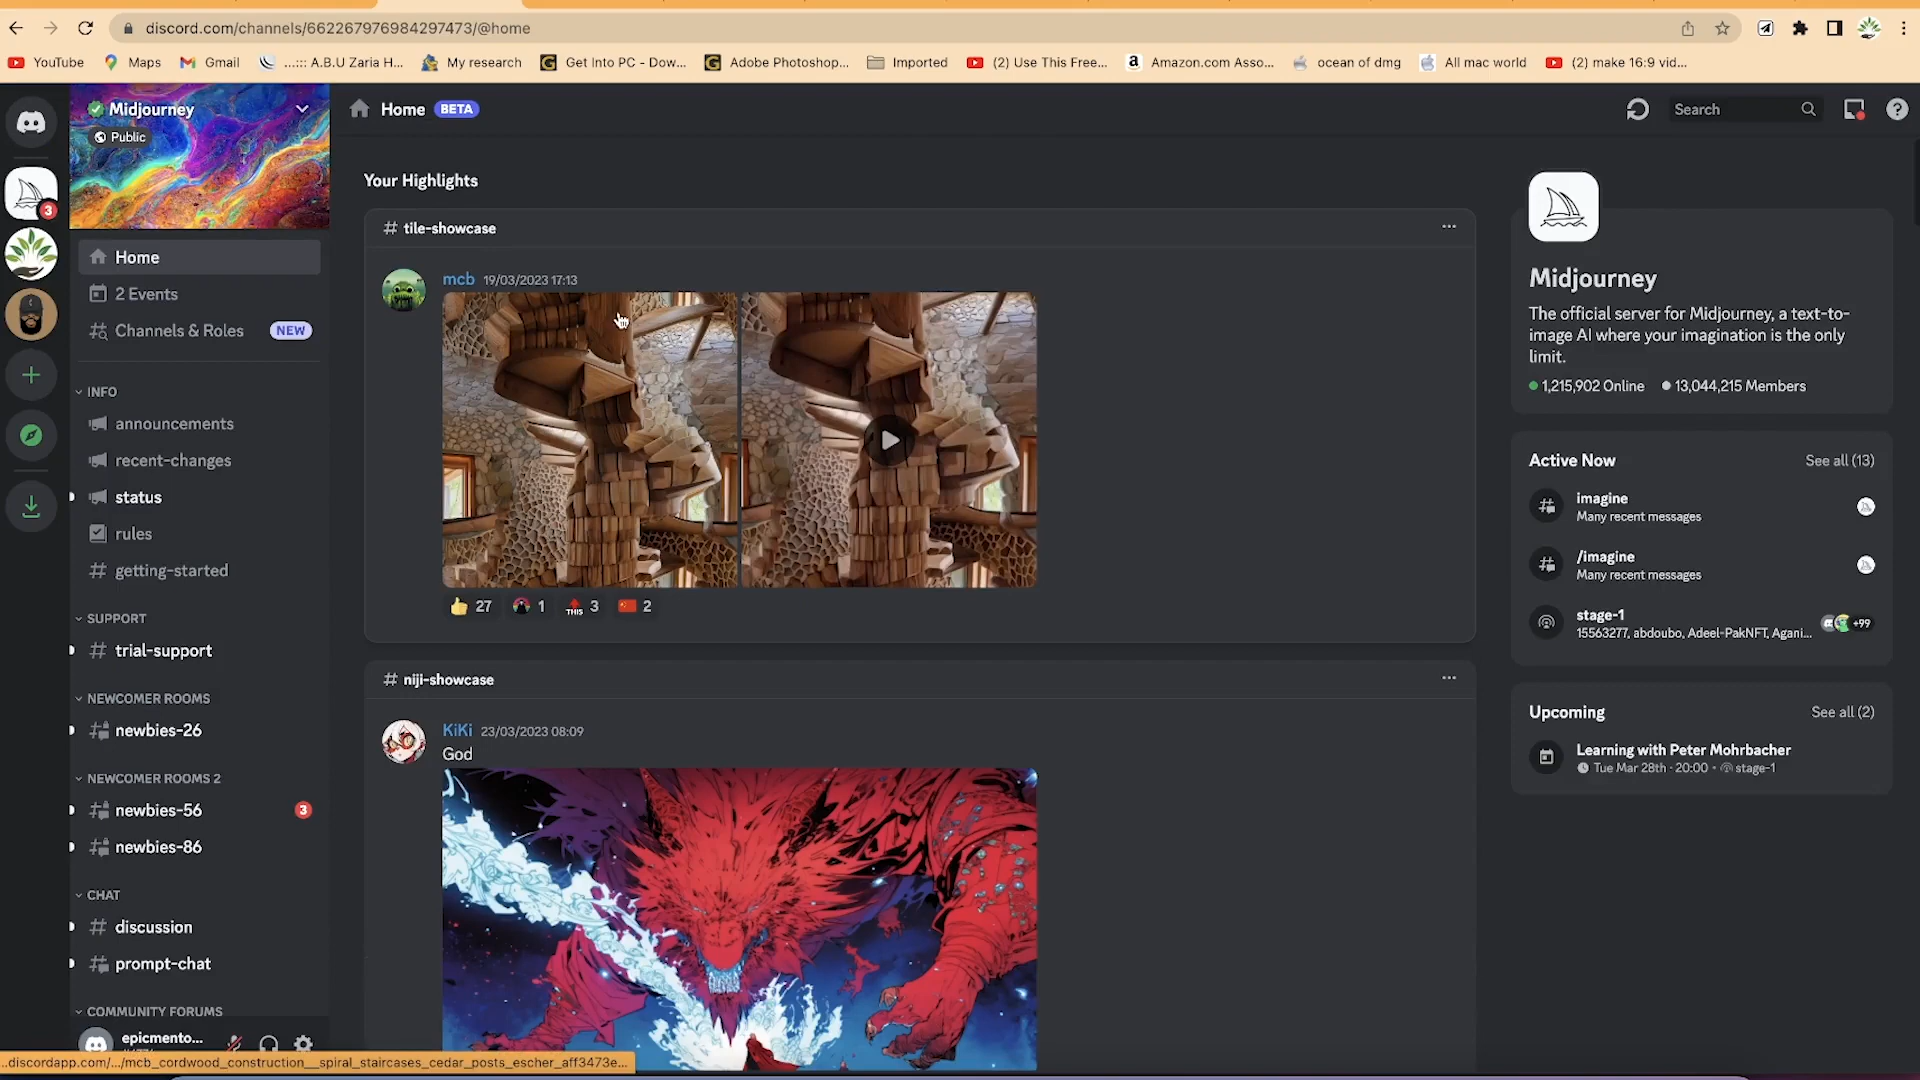 discord.com/channels/662267976984297473/@home
YouTube
Maps
Gmail
...::: A.B.U Zaria H...
My research
Get Into PC - Dow...
Adobe Photoshop...
Imported
(2) Use This Free...
Amazon.com Asso...
ocean of dmg
All mac world
(2) make 16:9 vid...
Midjourney
Public
Home
2 Events
Channels & Roles NEW
INFO
announcements
recent-changes
status
rules
getting-started
SUPPORT
trial-support
NEWCOMER ROOMS
newbies-26
NEWCOMER ROOMS 2
newbies-56 3
newbies-86
CHAT
discussion
prompt-chat
COMMUNITY FORUMS
epicmento...
...discordapp.com/.../mcb_cordwood_construction__spiral_staircases_cedar_posts_escher_aff3473e...
3
Home BETA
Search
Your Highlights
# tile-showcase
mcb 19/03/2023 17:13
27 1 THIS 3 2
# niji-showcase
KiKi 23/03/2023 08:09
God
Midjourney
The official server for Midjourney, a text-to-
image AI where your imagination is the only
limit.
1,215,902 Online 13,044,215 Members
Active Now See all (13)
imagine
Many recent messages
/imagine
Many recent messages
stage-1
15563277, abdoubo, Adeel-PakNFT, Agani... +99
Upcoming See all (2)
Learning with Peter Mohrbacher
Tue Mar 28th · 20:00 · stage-1